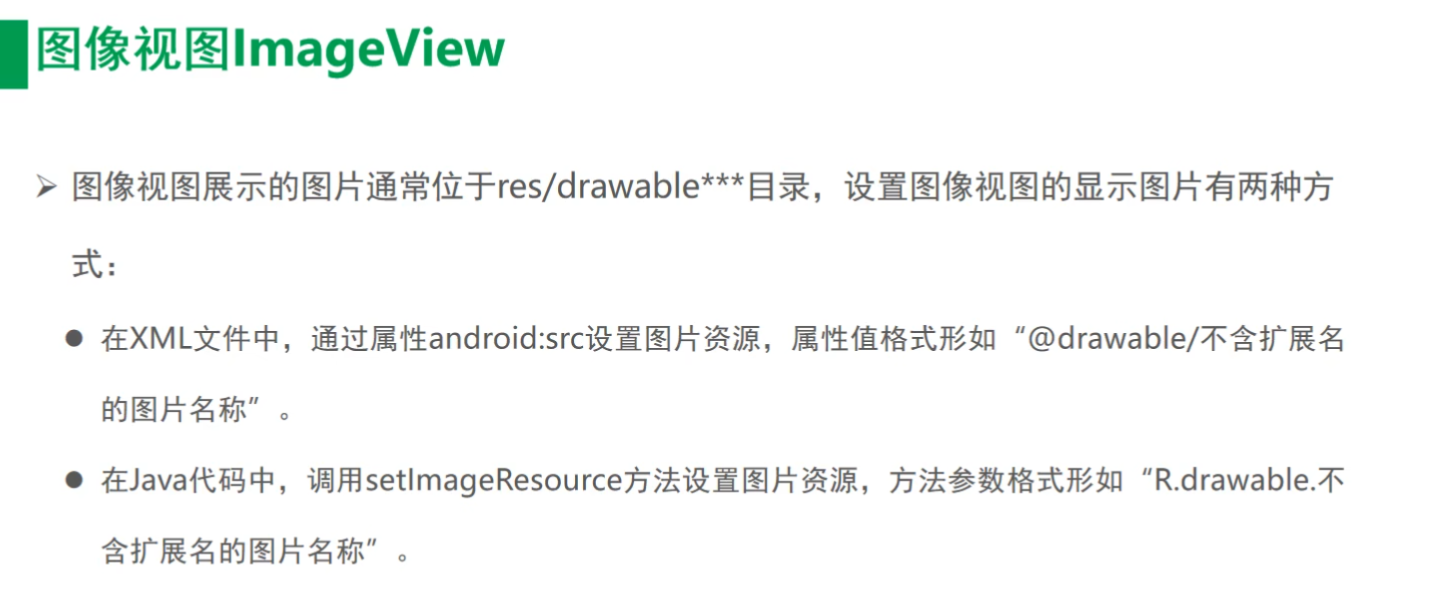 图像视图ImageView
➢ 图像视图展示的图片通常位于res/drawable***目录，设置图像视图的显示图片有两种方
式：
● 在XML文件中，通过属性android:src设置图片资源，属性值格式形如“@drawable/不含扩展名
的图片名称”。
● 在Java代码中，调用setImageResource方法设置图片资源，方法参数格式形如“R.drawable.不
含扩展名的图片名称”。